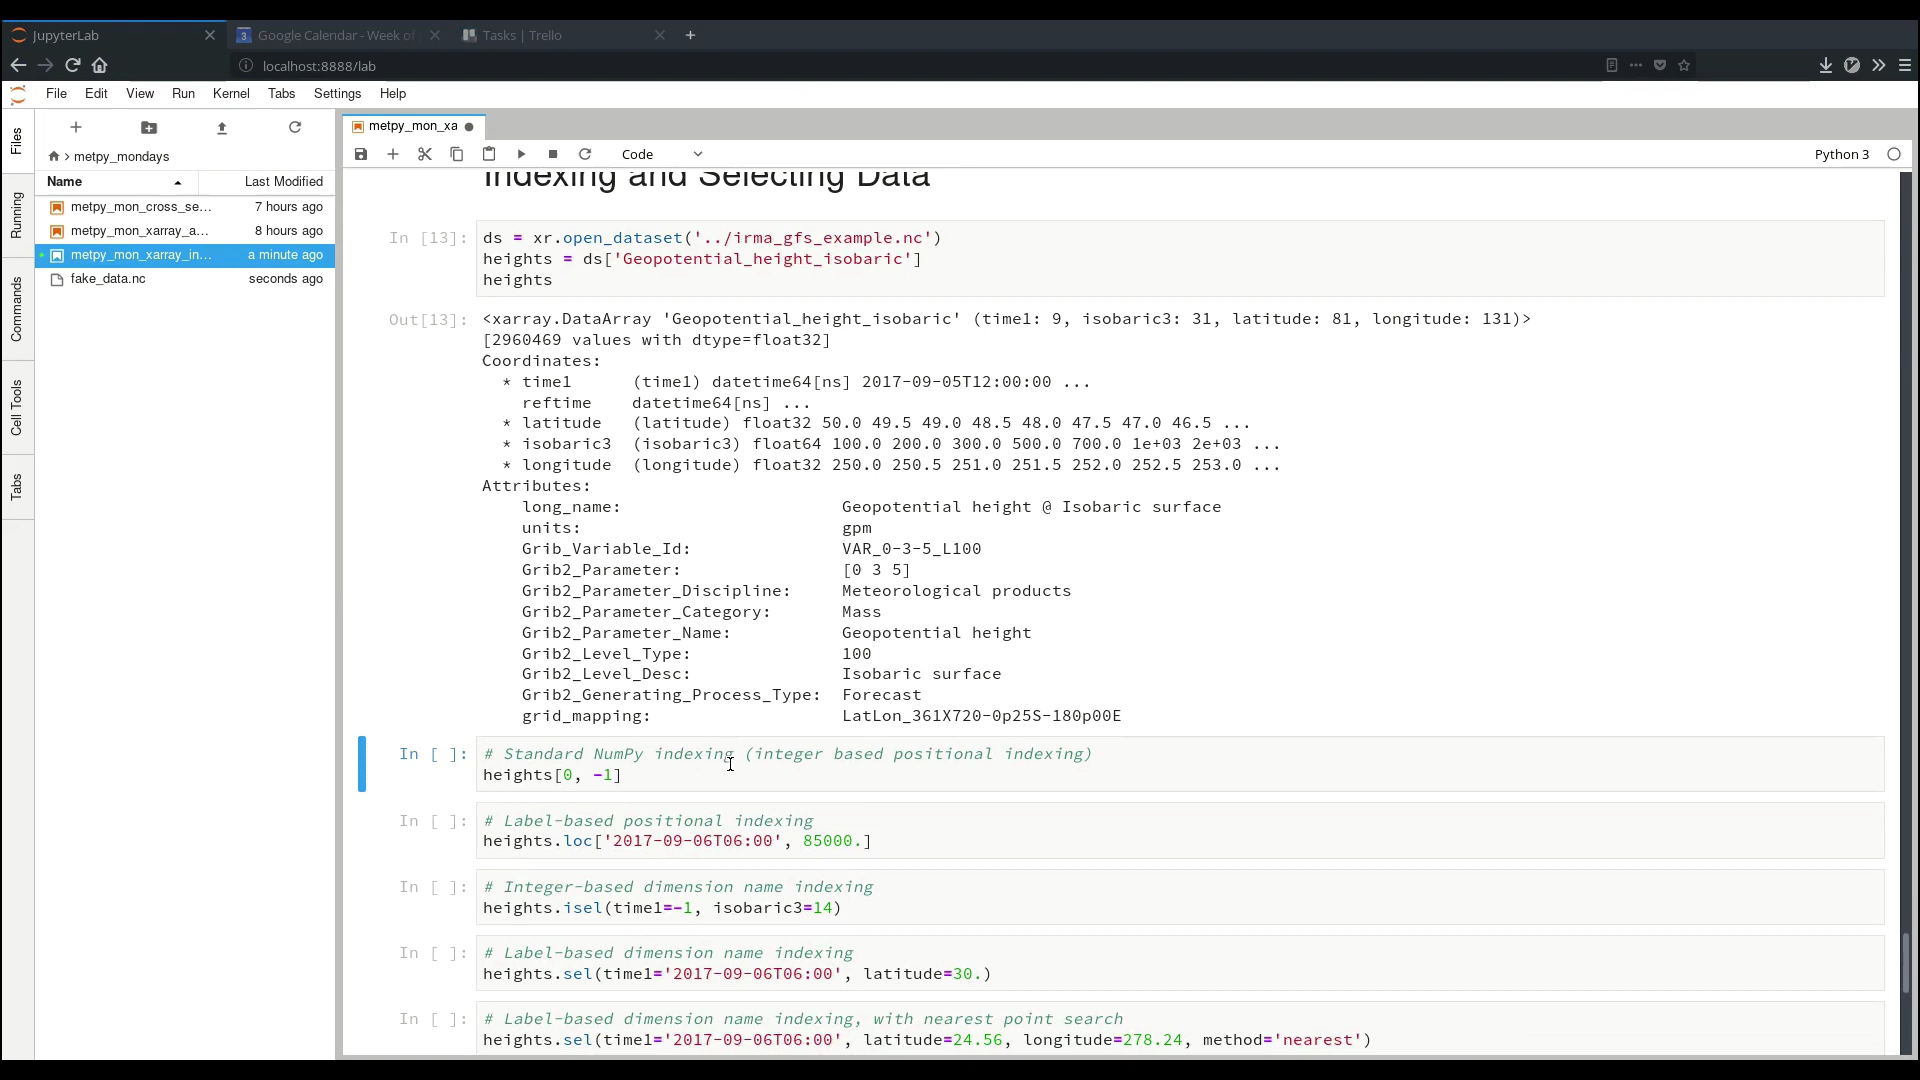 JupyterLab
Google Calendar - Week of
Tasks | Trello
localhost:8888/lab
File Edit View Run Kernel Tabs Settings Help
Files
Running
Commands
Cell Tools
Tabs
metpy_mondays
Name Last Modified
metpy_mon_cross_se... 7 hours ago
metpy_mon_xarray_a... 8 hours ago
metpy_mon_xarray_in... a minute ago
fake_data.nc seconds ago
metpy_mon_xa
Code
Python 3
Indexing and Selecting Data
In [13]: ds = xr.open_dataset('../irma_gfs_example.nc')
heights = ds['Geopotential_height_isobaric']
heights
Out[13]: <xarray.DataArray 'Geopotential_height_isobaric' (time1: 9, isobaric3: 31, latitude: 81, longitude: 131)>
[2960469 values with dtype=float32]
Coordinates:
* time1 (time1) datetime64[ns] 2017-09-05T12:00:00 ...
reftime datetime64[ns] ...
* latitude (latitude) float32 50.0 49.5 49.0 48.5 48.0 47.5 47.0 46.5 ...
* isobaric3 (isobaric3) float64 100.0 200.0 300.0 500.0 700.0 1e+03 2e+03 ...
* longitude (longitude) float32 250.0 250.5 251.0 251.5 252.0 252.5 253.0 ...
Attributes:
long_name: Geopotential height @ Isobaric surface
units: gpm
Grib_Variable_Id: VAR_0-3-5_L100
Grib2_Parameter: [0 3 5]
Grib2_Parameter_Discipline: Meteorological products
Grib2_Parameter_Category: Mass
Grib2_Parameter_Name: Geopotential height
Grib2_Level_Type: 100
Grib2_Level_Desc: Isobaric surface
Grib2_Generating_Process_Type: Forecast
grid_mapping: LatLon_361X720-0p25S-180p00E
In [ ]: # Standard NumPy indexing (integer based positional indexing)
heights[0, -1]
In [ ]: # Label-based positional indexing
heights.loc['2017-09-06T06:00', 85000.]
In [ ]: # Integer-based dimension name indexing
heights.isel(time1=-1, isobaric3=14)
In [ ]: # Label-based dimension name indexing
heights.sel(time1='2017-09-06T06:00', latitude=30.)
In [ ]: # Label-based dimension name indexing, with nearest point search
heights.sel(time1='2017-09-06T06:00', latitude=24.56, longitude=278.24, method='nearest')